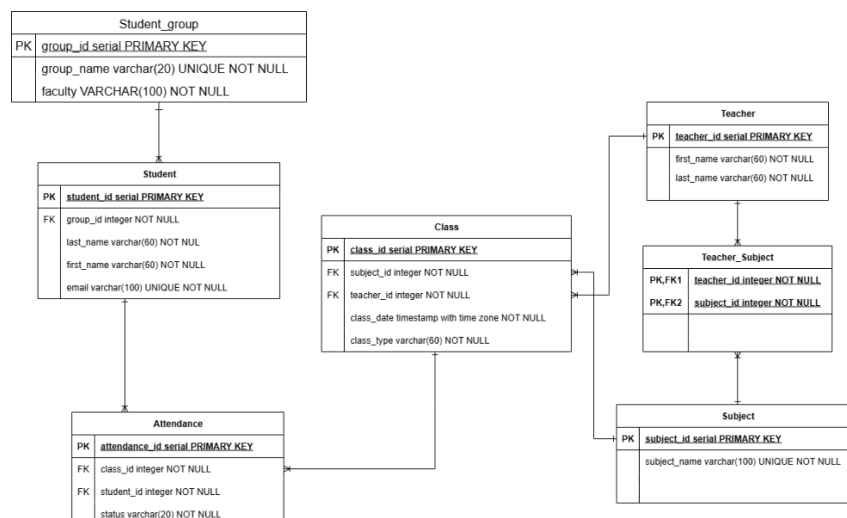 Student_group
PK group_id serial PRIMARY KEY
group_name varchar(20) UNIQUE NOT NULL
faculty VARCHAR(100) NOT NULL
Student
PK student_id serial PRIMARY KEY
FK group_id integer NOT NULL
last_name varchar(60) NOT NUL
first_name varchar(60) NOT NULL
email varchar(100) UNIQUE NOT NULL
Attendance
PK attendance_id serial PRIMARY KEY
FK class_id integer NOT NULL
FK student_id integer NOT NULL
status varchar(20) NOT NULL
Class
PK class_id serial PRIMARY KEY
FK subject_id integer NOT NULL
FK teacher_id integer NOT NULL
class_date timestamp with time zone NOT NULL
class_type varchar(60) NOT NULL
Teacher
PK teacher_id serial PRIMARY KEY
first_name varchar(60) NOT NULL
last_name varchar(60) NOT NULL
Teacher_Subject
PK,FK1 teacher_id integer NOT NULL
PK,FK2 subject_id integer NOT NULL
Subject
PK subject_id serial PRIMARY KEY
subject_name varchar(100) UNIQUE NOT NULL